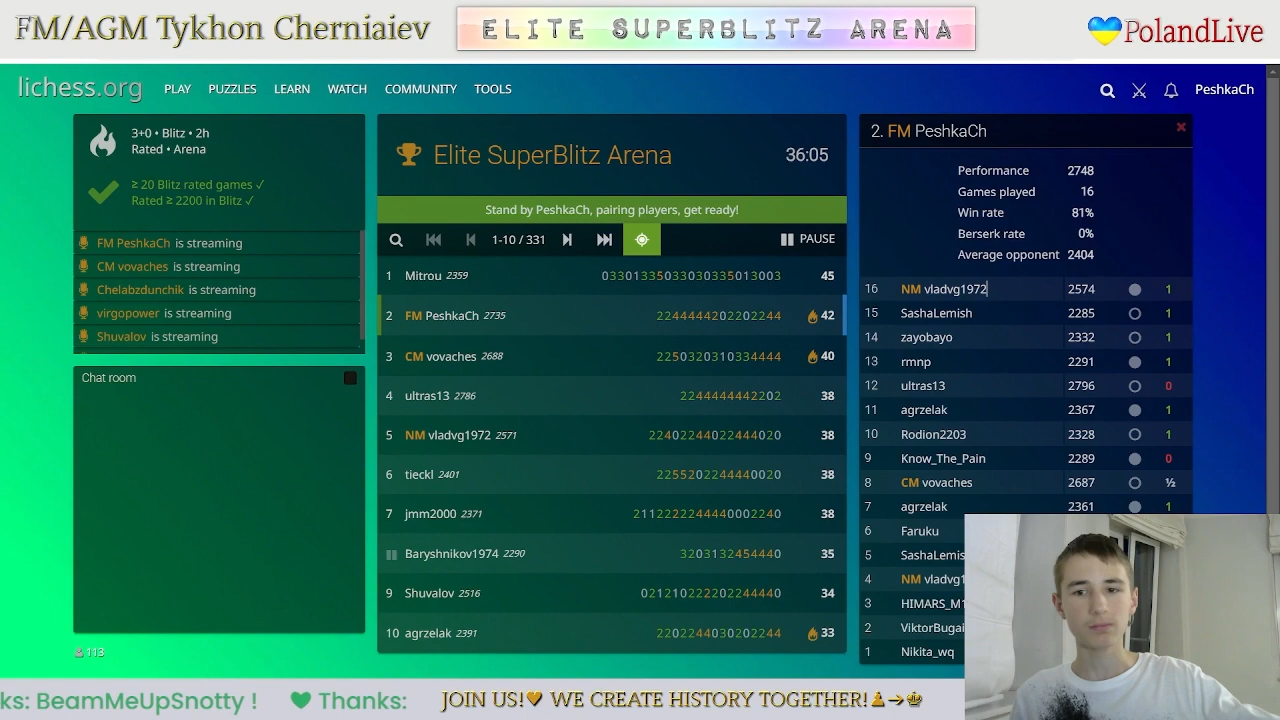 FM/AGM Tykhon Cherniaiev
ELITE SUPERBLITZ ARENA
PolandLive
lichess.org PLAY PUZZLES LEARN WATCH COMMUNITY TOOLS PeshkaCh
3+0 • Blitz • 2h
Rated • Arena
≥ 20 Blitz rated games ✓
Rated ≥ 2200 in Blitz ✓
FM PeshkaCh is streaming
CM vovaches is streaming
Chelabzdunchik is streaming
virgopower is streaming
Shuvalov is streaming
Chat room
113
Elite SuperBlitz Arena 36:05
Stand by PeshkaCh, pairing players, get ready!
1-10 / 331 PAUSE
1 Mitrou 2359 03301335033030335013003 45
2 FM PeshkaCh 2735 2244444202202244 42
3 CM vovaches 2688 2250320310334444 40
4 ultras13 2786 2244444442202 38
5 NM vladvg1972 2571 22402244022444020 38
6 tieckl 2401 2255202244440020 38
7 jmm2000 2371 2112222244440002240 38
Baryshnikov1974 2290 3203132454440 35
9 Shuvalov 2516 021210222202244440 34
10 agrzelak 2391 2202244030202244 33
2. FM PeshkaCh
Performance 2748
Games played 16
Win rate 81%
Berserk rate 0%
Average opponent 2404
16 NM vladvg1972 2574 1
15 SashaLemish 2285 1
14 zayobayo 2332 1
13 rmnp 2291 1
12 ultras13 2796 0
11 agrzelak 2367 1
10 Rodion2203 2328 1
9 Know_The_Pain 2289 0
8 CM vovaches 2687 ½
7 agrzelak 2361 1
6 Faruku
5 SashaLemis
4 NM vladvg1
3 HIMARS_M1
2 ViktorBugai
1 Nikita_wq
ks: BeamMeUpSnotty ! Thanks:
JOIN US! WE CREATE HISTORY TOGETHER!